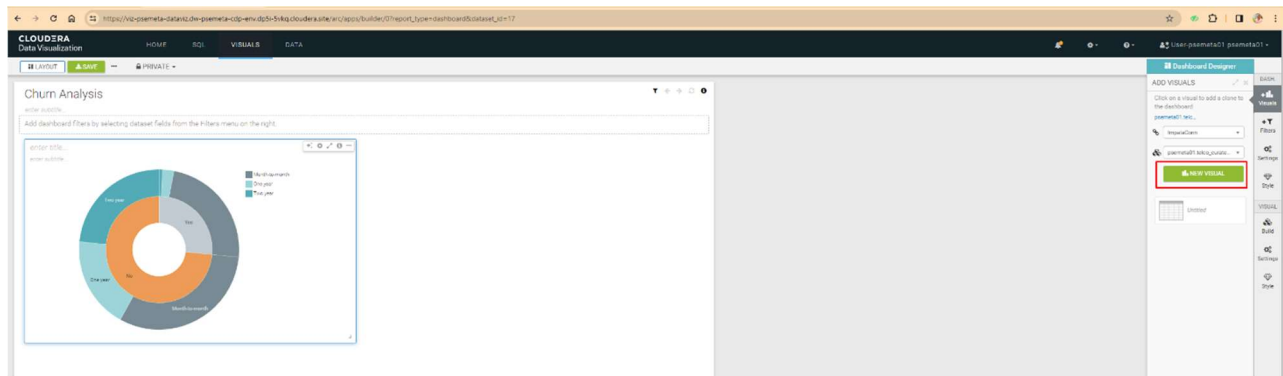 https://viz-psemeta-dataviz.dw-psemeta-cdp-env.dp5i-5vkq.cloudera.site/arc/apps/builder/0?report_type=dashboard&dataset_id=17
CLOUDERA
Data Visualization
HOME SQL VISUALS DATA
User-psemeta01 psemeta01
LAYOUT SAVE PRIVATE
Dashboard Designer
Churn Analysis
enter subtitle...
Add dashboard filters by selecting dataset fields from the Filters menu on the right.
enter title...
enter subtitle...
Month-to-month
One year
Two year
Two year
Yes
One year
No
Month-to-month
ADD VISUALS
Click on a visual to add a clone to
the dashboard.
psemeta01 telc...
psemeta01.telco_curate...
NEW VISUAL
Untitled
DASH.
Visuals
Filters
Settings
Style
VISUAL
Build
Settings
Style